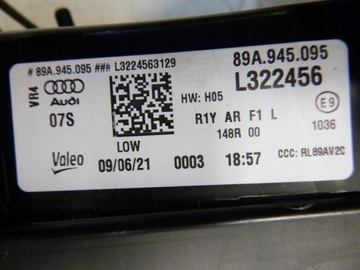 # 89A.945.095 ### L3224563129
89A.945.095
L322456
VR4
Audi
07S
HW: H05
R1Y AR F1 L
148R 00
E9
1036
LOW
Valeo
09/06/21 0003 18:57
CCC: RL89AV2C